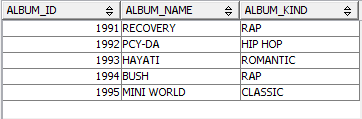 ALBUM_ID ALBUM_NAME ALBUM_KIND
1991 RECOVERY RAP
1992 PCY-DA HIP HOP
1993 HAYATI ROMANTIC
1994 BUSH RAP
1995 MINI WORLD CLASSIC